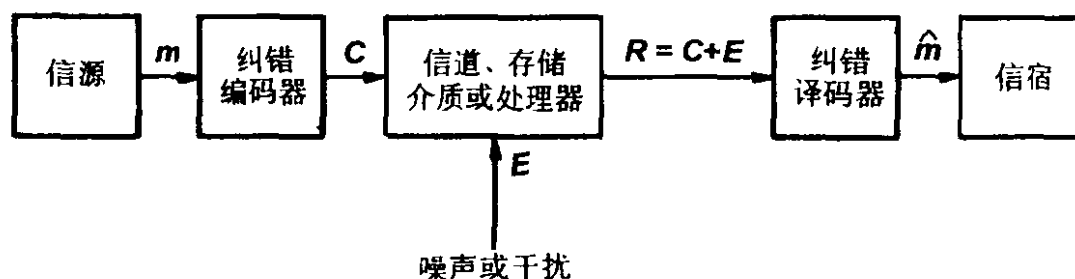 信源
m
纠错
编码器
C
信道、存储
介质或处理器
R = C+E
纠错
译码器
m̂
信宿
E
噪声或干扰